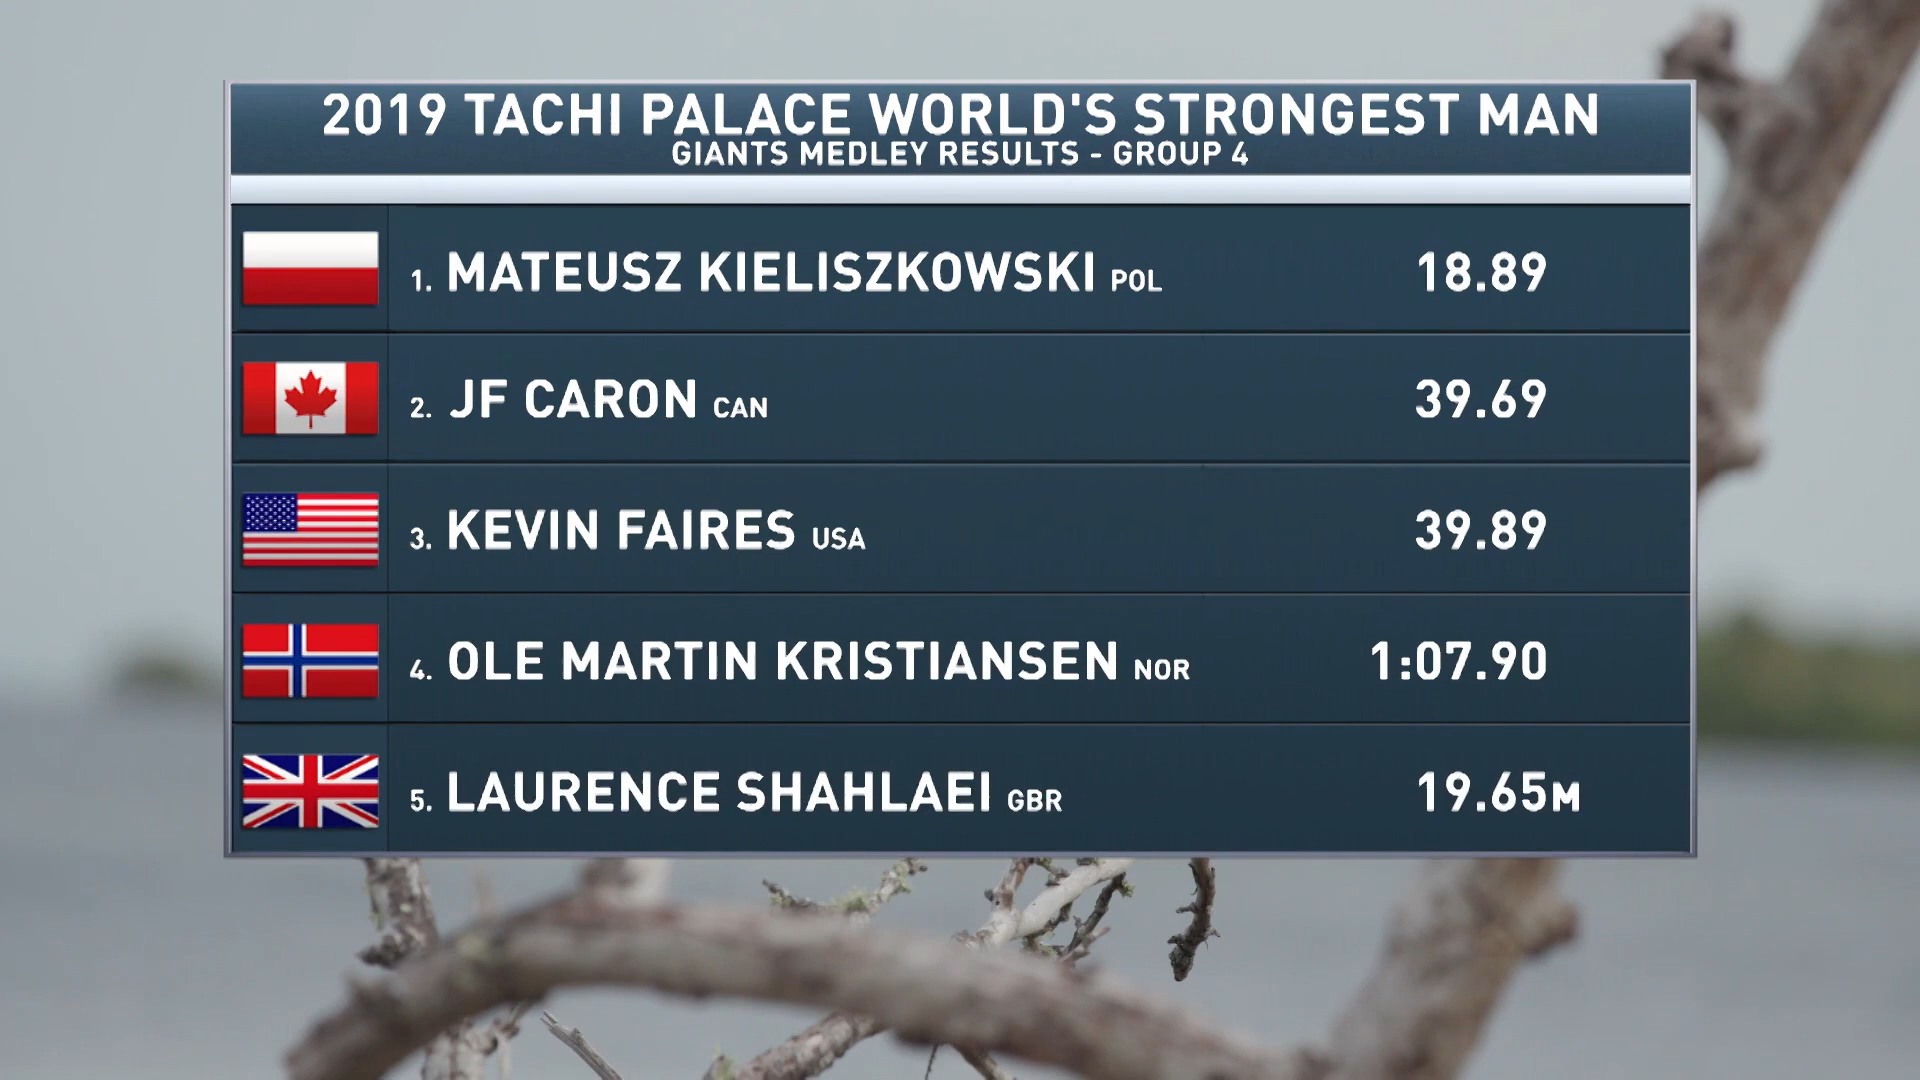 2019 TACHI PALACE WORLD'S STRONGEST MAN
GIANTS MEDLEY RESULTS - GROUP 4
1. MATEUSZ KIELISZKOWSKI POL 18.89
2. JF CARON CAN 39.69
3. KEVIN FAIRES USA 39.89
4. OLE MARTIN KRISTIANSEN NOR 1:07.90
5. LAURENCE SHAHLAEI GBR 19.65M